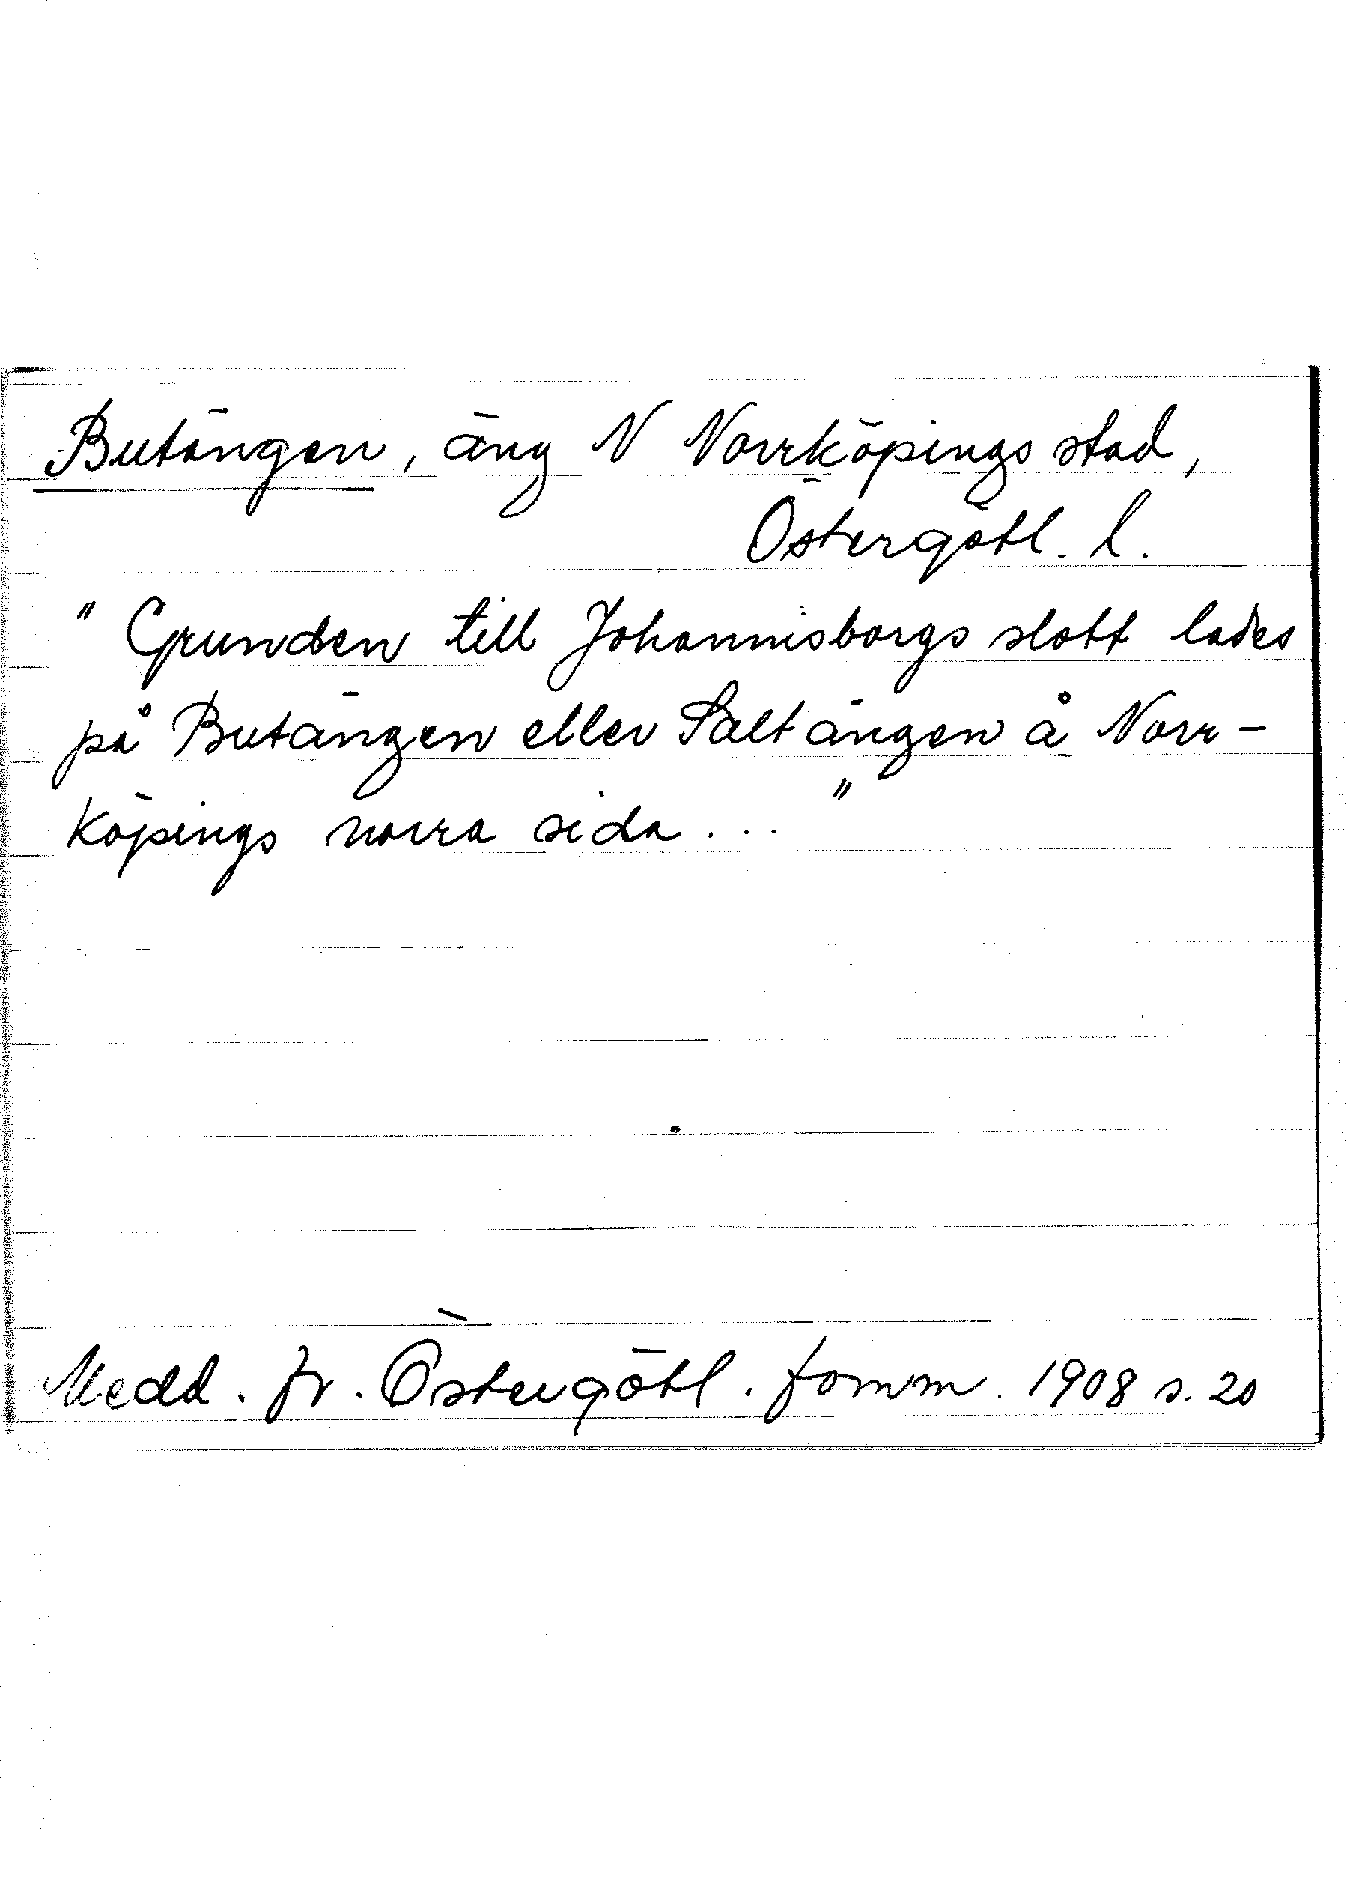 Butängen, äng N Norrköpings stad,
Östergötl. l.
"Grunden till Johannisborgs slott lades
på Butängen eller Saltängen å Norr-
köpings norra sida ..."
Medd. fr. Östergötl. fornm. 1908 s. 20